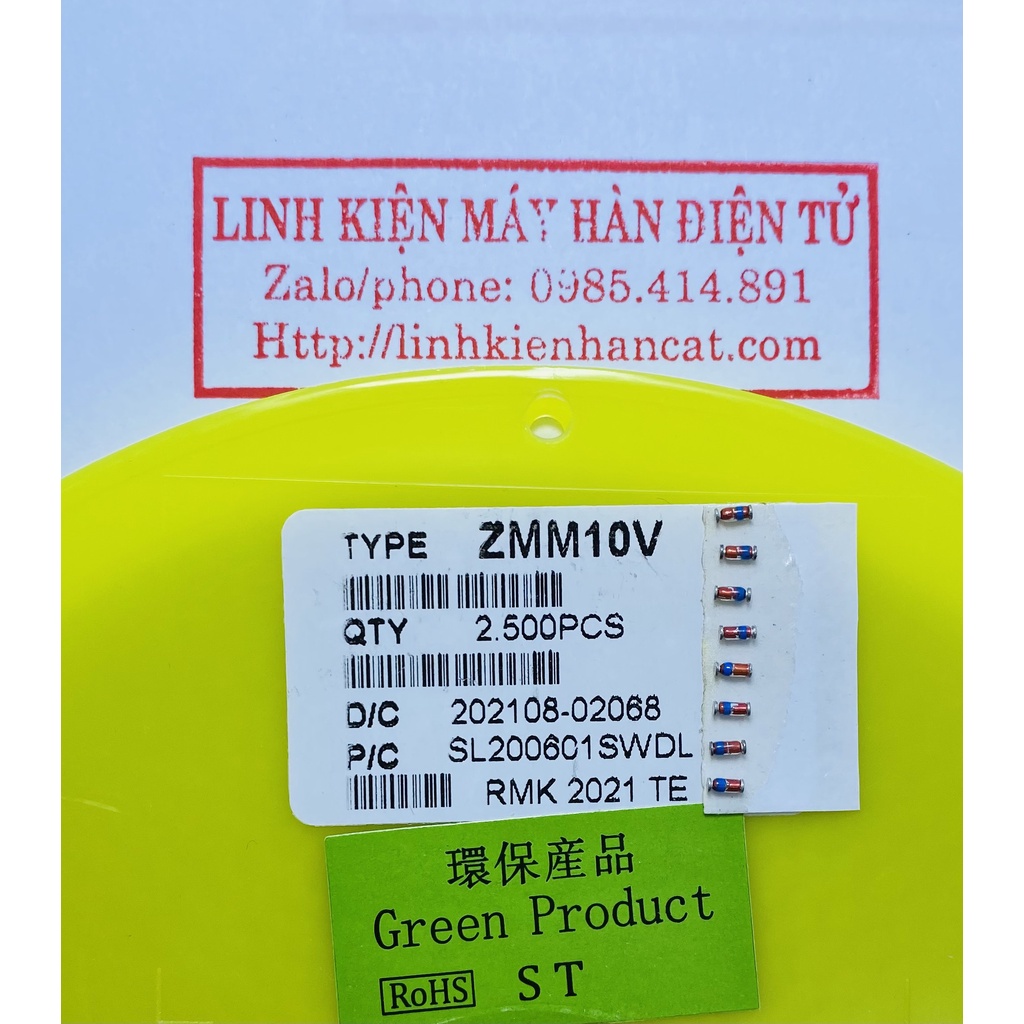 LINH KIỆN MÁY HÀN ĐIỆN TỬ
Zalo/phone: 0985.414.891
Http://linhkienhancat.com
TYPE ZMM10V
QTY 2.500PCS
D/C 202108-02068
P/C SL200601SWDL
RMK 2021 TE
環保産品
Green Product
RoHS ST